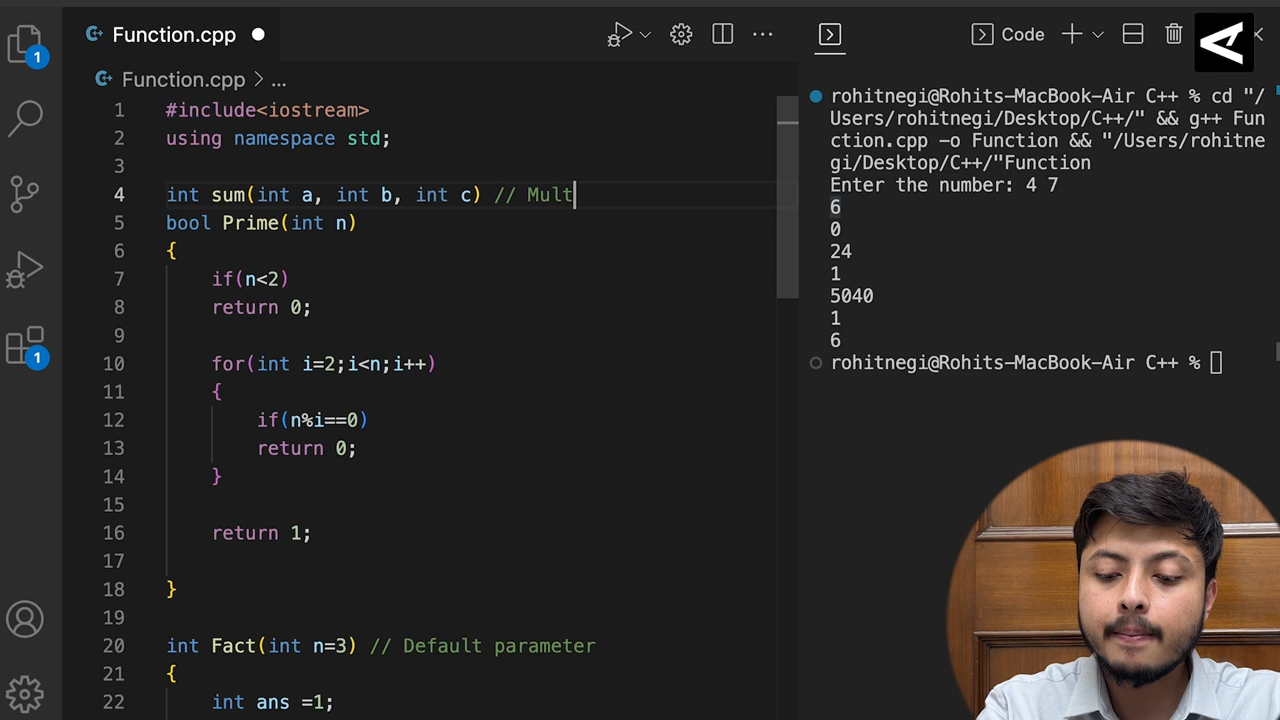 Function.cpp
Code
Function.cpp > ...
1 #include<iostream>
2 using namespace std;
3
4 int sum(int a, int b, int c) // Mult
5 bool Prime(int n)
6 {
7 if(n<2)
8 return 0;
9
10 for(int i=2;i<n;i++)
11 {
12 if(n%i==0)
13 return 0;
14 }
15
16 return 1;
17
18 }
19
20 int Fact(int n=3) // Default parameter
21 {
22 int ans =1;
rohitnegi@Rohits-MacBook-Air C++ % cd "/
Users/rohitnegi/Desktop/C++/" && g++ Fun
ction.cpp -o Function && "/Users/rohitne
gi/Desktop/C++/"Function
Enter the number: 4 7
6
0
24
1
5040
1
6
rohitnegi@Rohits-MacBook-Air C++ %
1
1